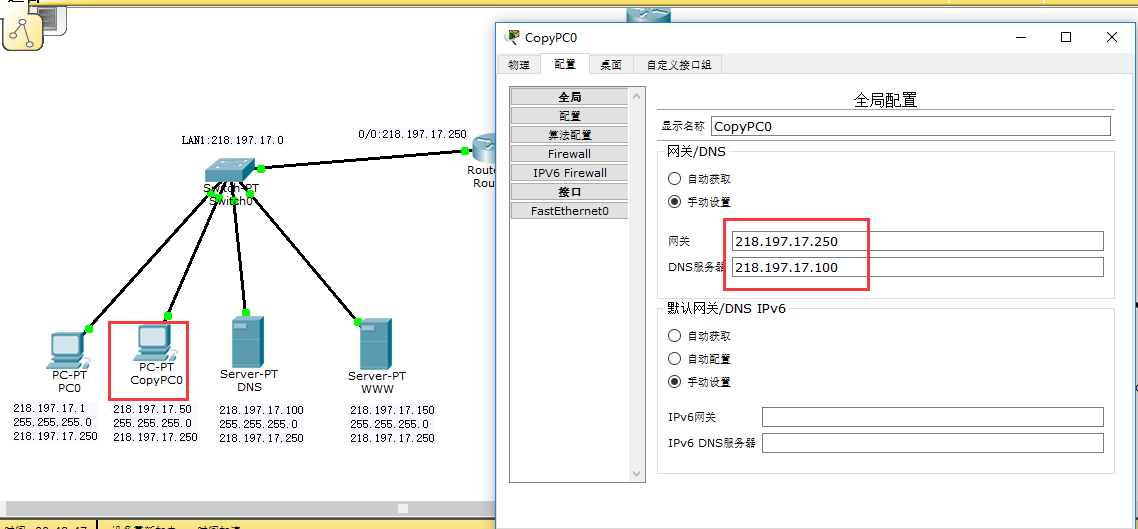 LAN1:218.197.17.0
0/0:218.197.17.250
Switch-PT
Switch0
Route
Rou
PC-PT
PC0
218.197.17.1
255.255.255.0
218.197.17.250
PC-PT
CopyPC0
218.197.17.50
255.255.255.0
218.197.17.250
Server-PT
DNS
218.197.17.100
255.255.255.0
218.197.17.250
Server-PT
WWW
218.197.17.150
255.255.255.0
218.197.17.250
CopyPC0
物理 配置 桌面 自定义接口组
全局
配置
算法配置
Firewall
IPV6 Firewall
接口
FastEthernet0
全局配置
显示名称 CopyPC0
网关/DNS
自动获取
手动设置
网关 218.197.17.250
DNS服务器 218.197.17.100
默认网关/DNS IPv6
自动获取
自动配置
手动设置
IPv6网关
IPv6 DNS服务器